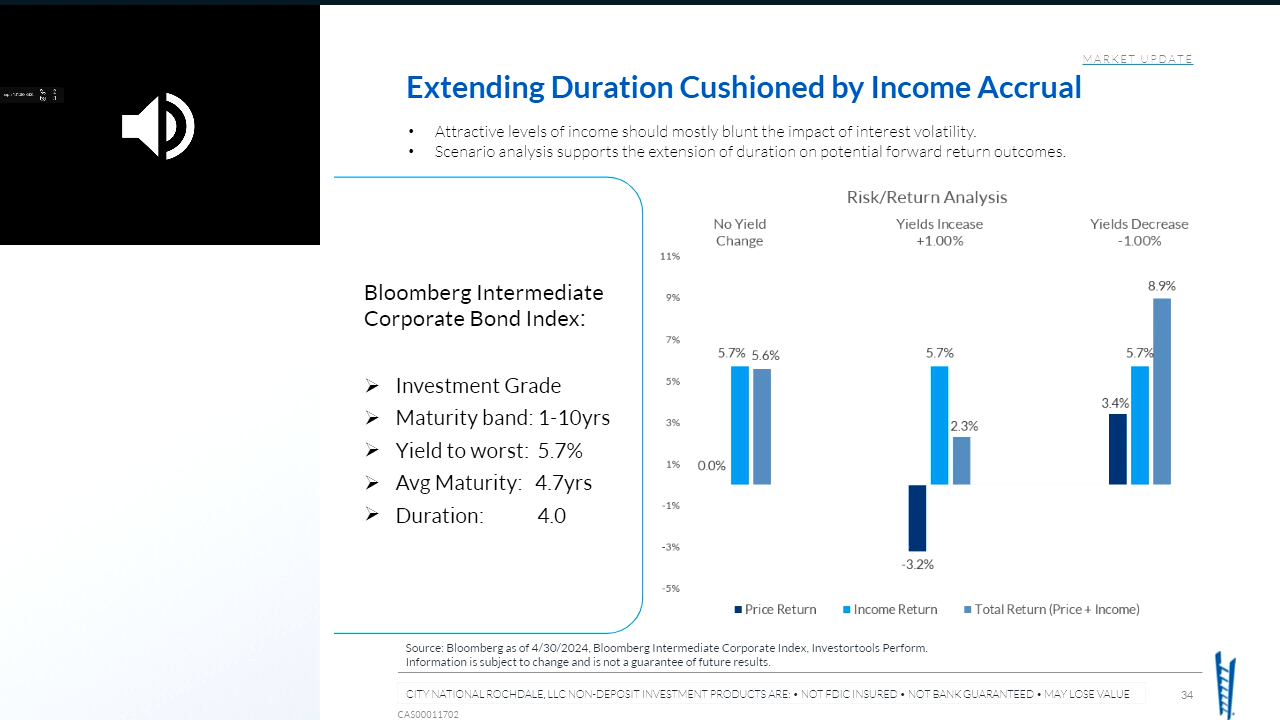 MARKET UPDATE
Extending Duration Cushioned by Income Accrual
• Attractive levels of income should mostly blunt the impact of interest volatility.
• Scenario analysis supports the extension of duration on potential forward return outcomes.
Bloomberg Intermediate
Corporate Bond Index:
➢ Investment Grade
➢ Maturity band: 1-10yrs
➢ Yield to worst: 5.7%
➢ Avg Maturity: 4.7yrs
➢ Duration: 4.0
Risk/Return Analysis
No Yield
Change
Yields Incease
+1.00%
Yields Decrease
-1.00%
11%
9%
7%
5%
3%
1%
-1%
-3%
-5%
0.0%
5.7%
5.6%
-3.2%
5.7%
2.3%
3.4%
5.7%
8.9%
Price Return
Income Return
Total Return (Price + Income)
Source: Bloomberg as of 4/30/2024, Bloomberg Intermediate Corporate Index, Investortools Perform.
Information is subject to change and is not a guarantee of future results.
CITY NATIONAL ROCHDALE, LLC NON-DEPOSIT INVESTMENT PRODUCTS ARE: • NOT FDIC INSURED • NOT BANK GUARANTEED • MAY LOSE VALUE
34
CAS00011702